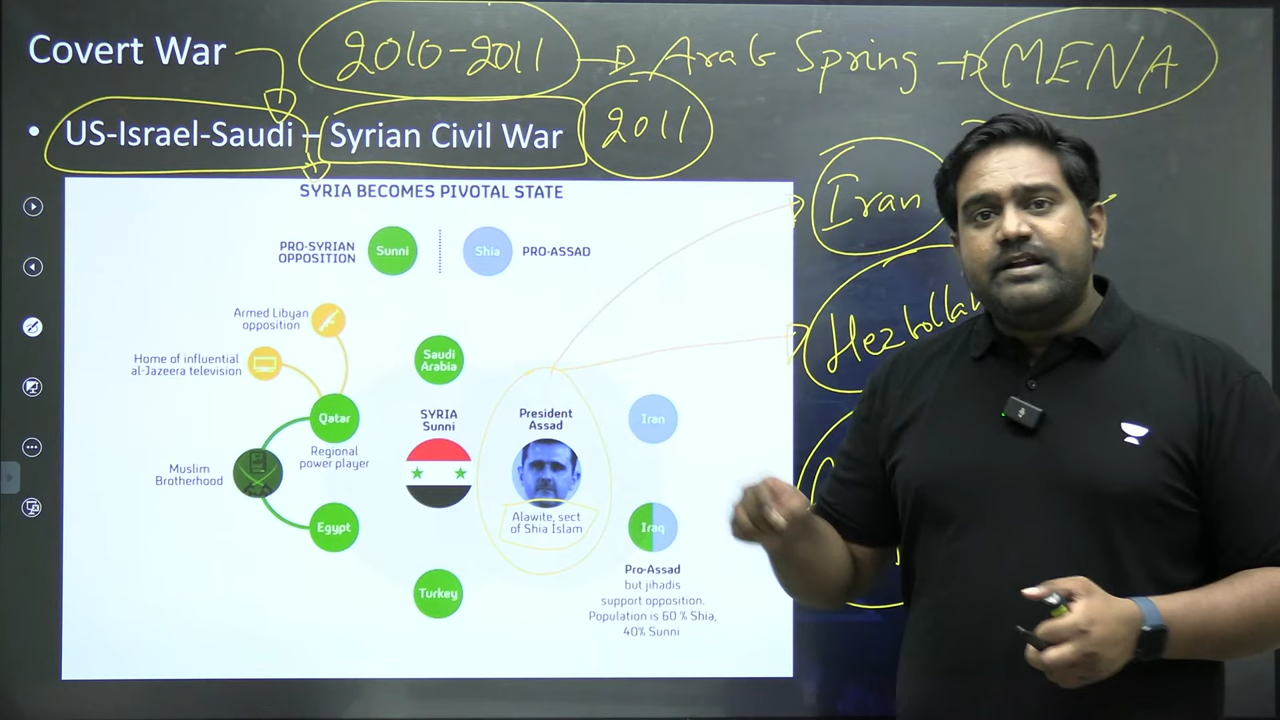 Covert War
2010-2011 → Arab Spring → MENA
• US-Israel-Saudi – Syrian Civil War 2011
SYRIA BECOMES PIVOTAL STATE
PRO-SYRIAN
OPPOSITION
Sunni
Shia
PRO-ASSAD
Iran
Hezbollah
Armed Libyan
opposition
Home of influential
al-Jazeera television
Saudi
Arabia
Qatar
Regional
power player
SYRIA
Sunni
President
Assad
Iran
Muslim
Brotherhood
Alawite, sect
of Shia Islam
Egypt
Iraq
Turkey
Pro-Assad
but jihadis
support opposition.
Population is 60 % Shia,
40% Sunni